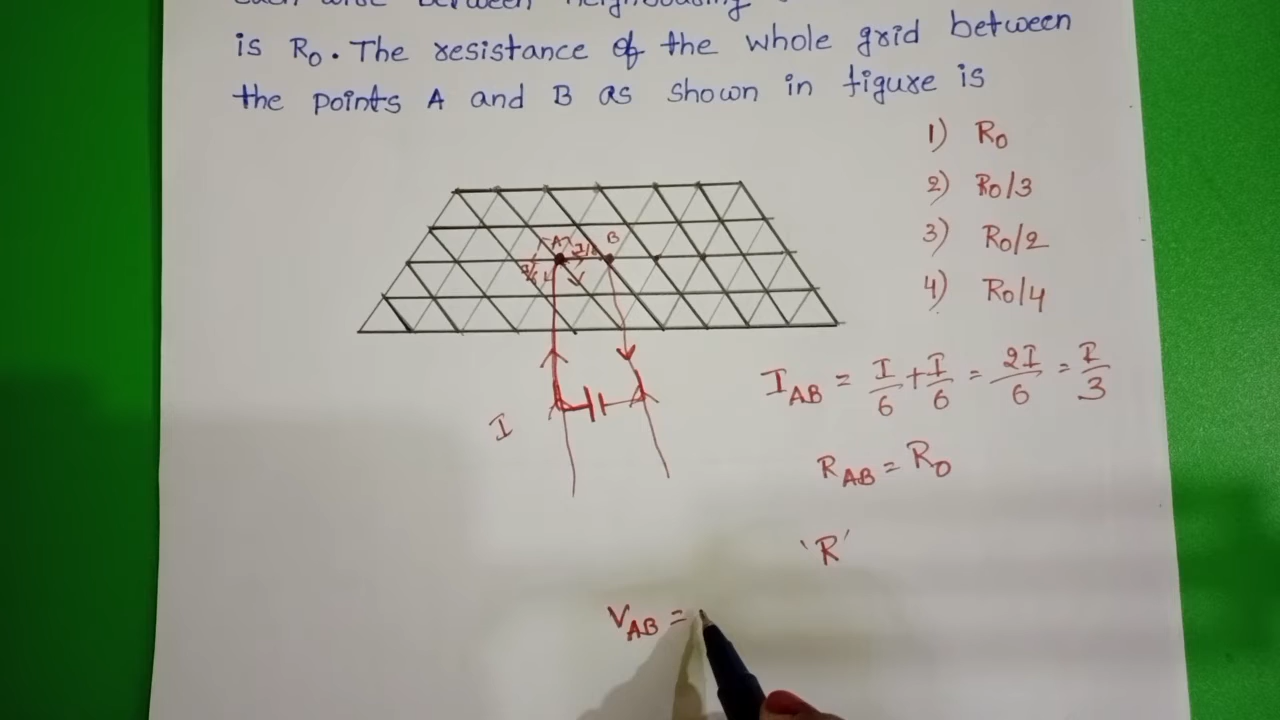 is R₀. The resistance of the whole grid between
the points A and B as shown in figure is
1) R₀
2) R₀/3
3) R₀/2
4) R₀/4
A
B
I/6
I
I_AB = I/6 + I/6 = 2I/6 = I/3
R_AB = R₀
'R'
V_AB =